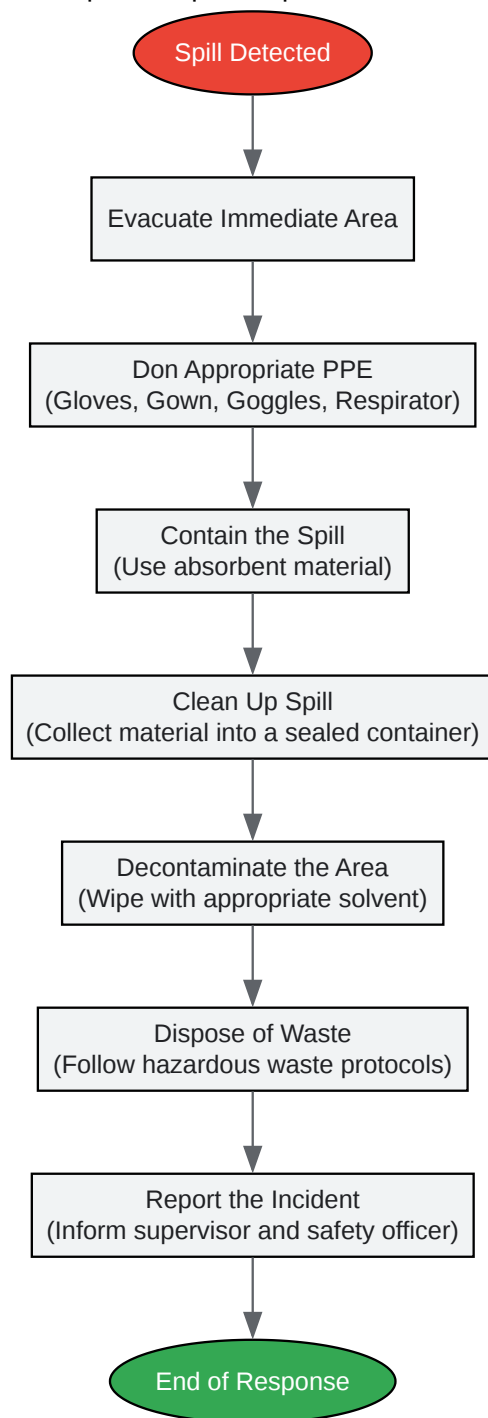 Spill Detected
Evacuate Immediate Area
Don Appropriate PPE
(Gloves, Gown, Goggles, Respirator)
Contain the Spill
(Use absorbent material)
Clean Up Spill
(Collect material into a sealed container)
Decontaminate the Area
(Wipe with appropriate solvent)
Dispose of Waste
(Follow hazardous waste protocols)
Report the Incident
(Inform supervisor and safety officer)
End of Response